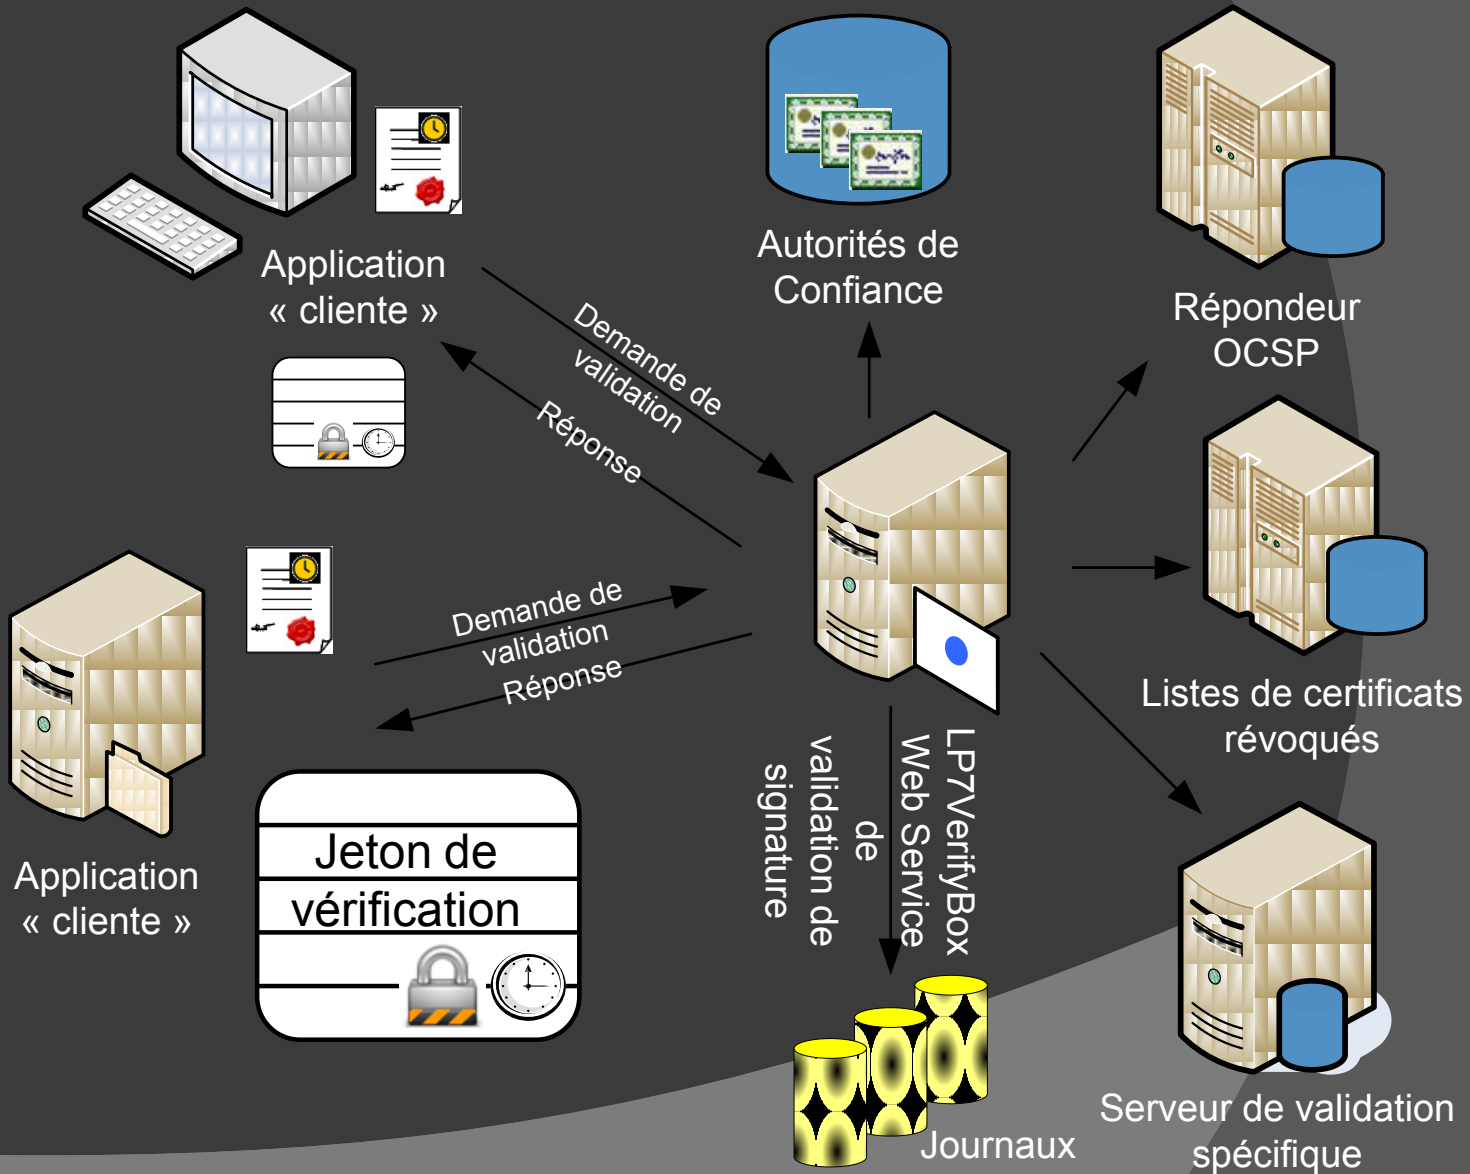 Application
« cliente »
Autorités de
Confiance
Répondeur
OCSP
Demande de
validation
Réponse
Listes de certificats
révoqués
Demande de
validation
Réponse
Application
« cliente »
Jeton de
vérification
LP7VerifyBox
Web Service
de
validation de
signature
Journaux
Serveur de validation
spécifique